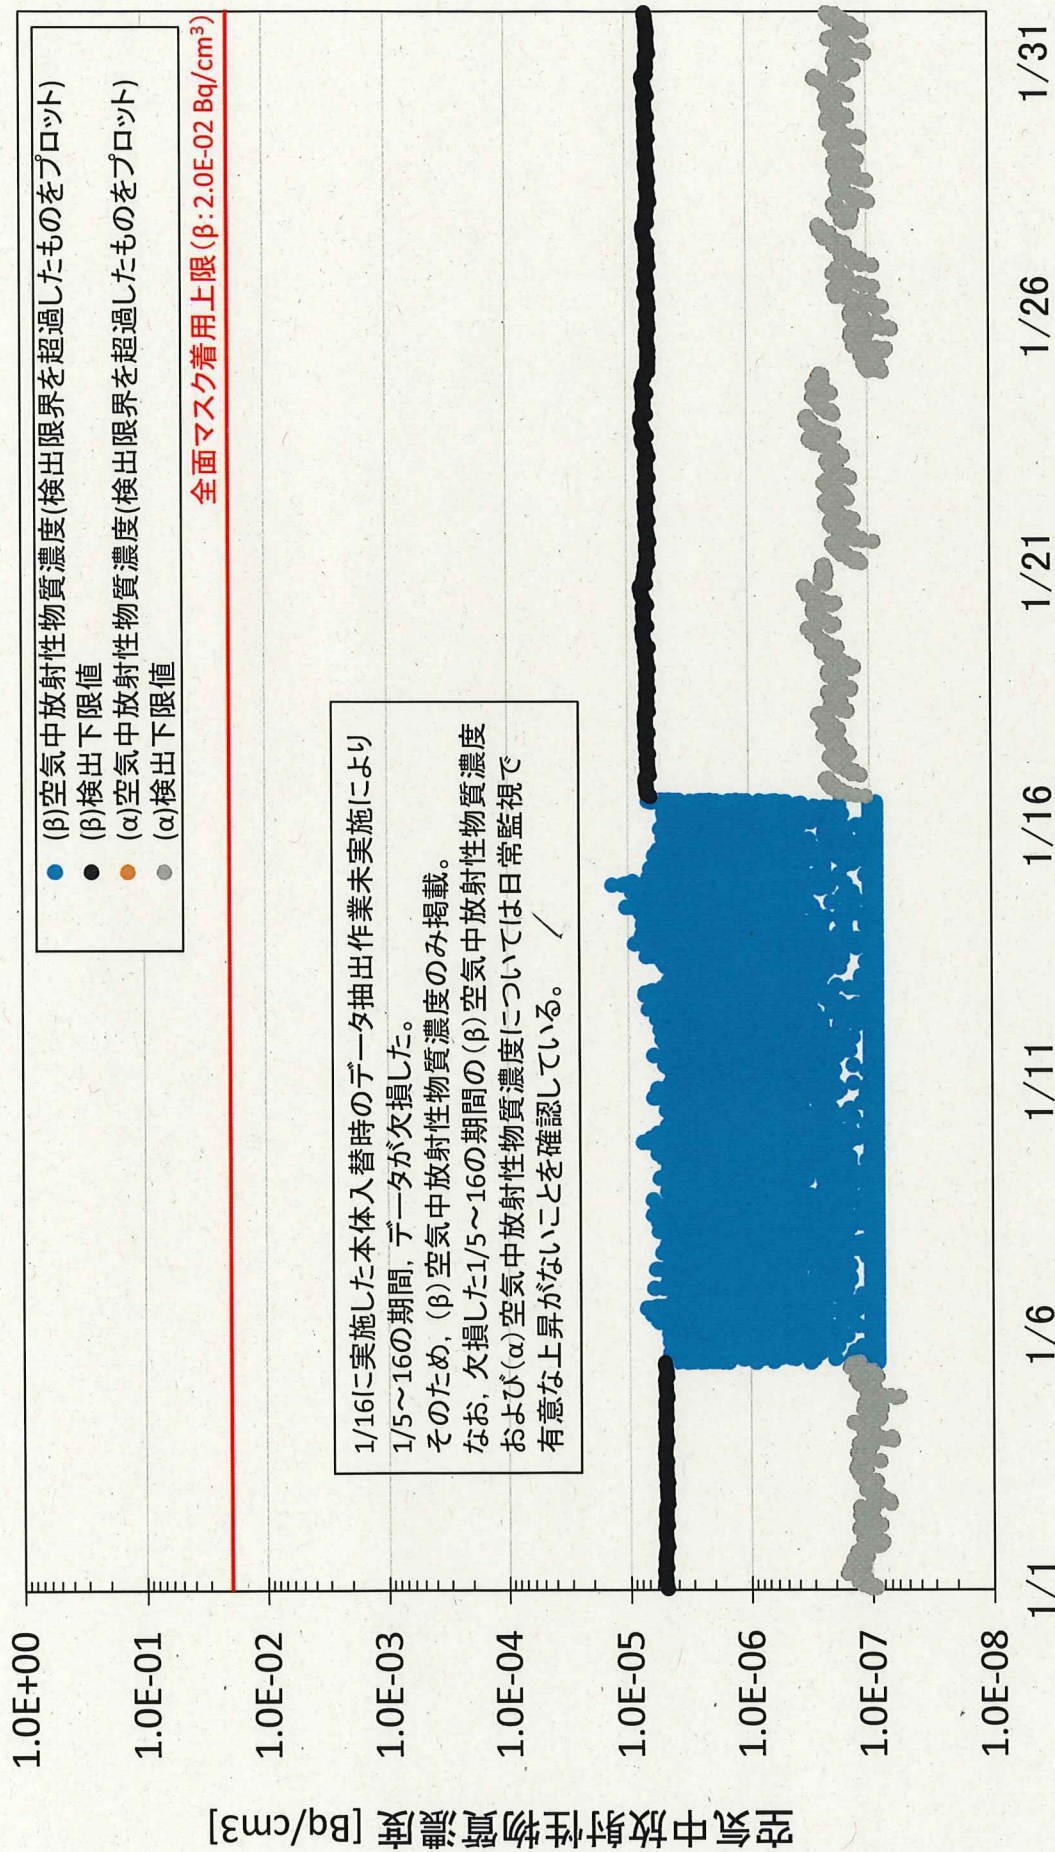 (β)空気中放射性物質濃度(検出限界を超過したものをプロット)
(β)検出下限値
(α)空気中放射性物質濃度(検出限界を超過したものをプロット)
(α)検出下限値
全面マスク着用上限(β:2.0E-02 Bq/cm³)
1/16に実施した本体入替時のデータ抽出作業未実施により
1/5～16の期間, データが欠損した。
そのため, (β)空気中放射性物質濃度のみ掲載。
なお, 欠損した1/5～16の期間の(β)空気中放射性物質濃度
および(α)空気中放射性物質濃度については日常監視で
有意な上昇がないことを確認している。
空気中放射性物質濃度 [Bq/cm3]
1.0E+00
1.0E-01
1.0E-02
1.0E-03
1.0E-04
1.0E-05
1.0E-06
1.0E-07
1.0E-08
1/1
1/6
1/11
1/16
1/21
1/26
1/31